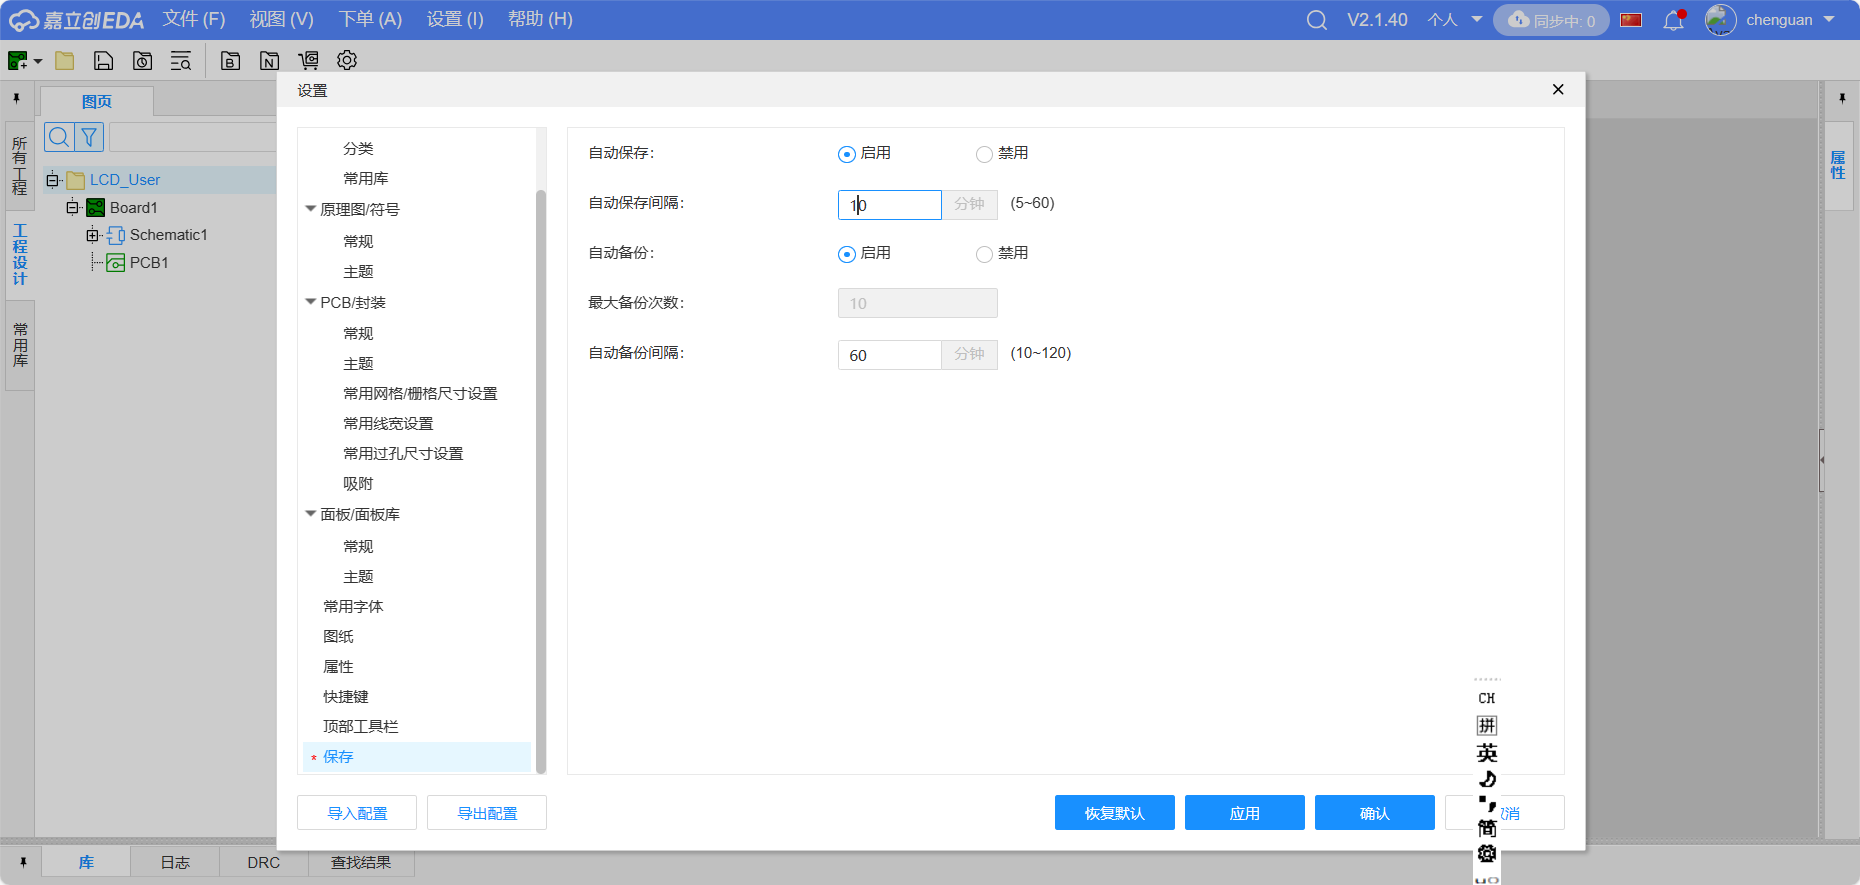 嘉立创EDA 文件 (F) 视图 (V) 下单 (A) 设置 (I) 帮助 (H) V2.1.40 个人 同步中: 0 chenguan
B N
设置
图页
所有工程
工程设计
常用库
LCD_User
Board1
Schematic1
PCB1
分类
常用库
原理图/符号
常规
主题
PCB/封装
常规
主题
常用网格/栅格尺寸设置
常用线宽设置
常用过孔尺寸设置
吸附
面板/面板库
常规
主题
常用字体
图纸
属性
快捷键
顶部工具栏
* 保存
自动保存: 启用 禁用
自动保存间隔: 10 分钟 (5~60)
自动备份: 启用 禁用
最大备份次数: 10
自动备份间隔: 60 分钟 (10~120)
属性
CH
拼
英
简
导入配置 导出配置 恢复默认 应用 确认 消
库 日志 DRC 查找结果